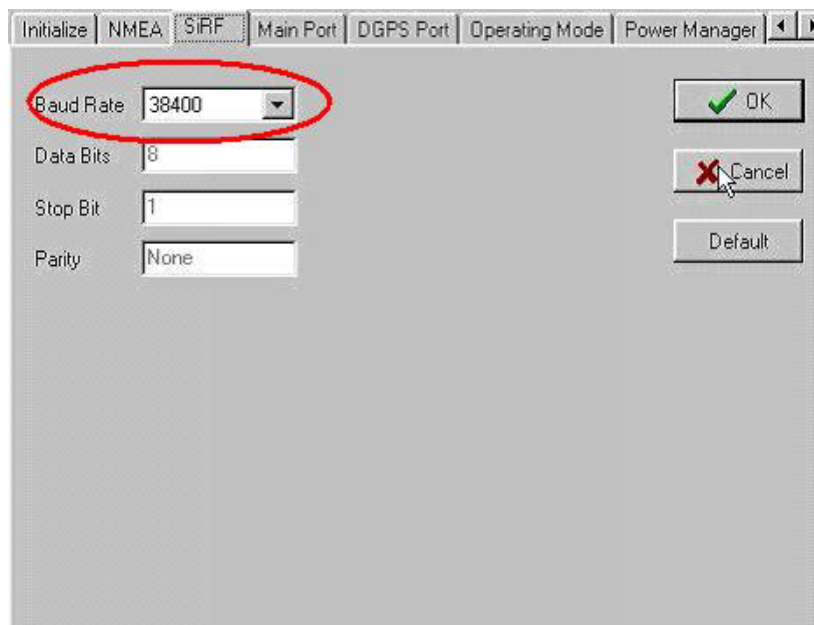 Initialize NMEA SiRF Main Port DGPS Port Operating Mode Power Manager
Baud Rate 38400
OK
Data Bits 8
Cancel
Stop Bit 1
Default
Parity None